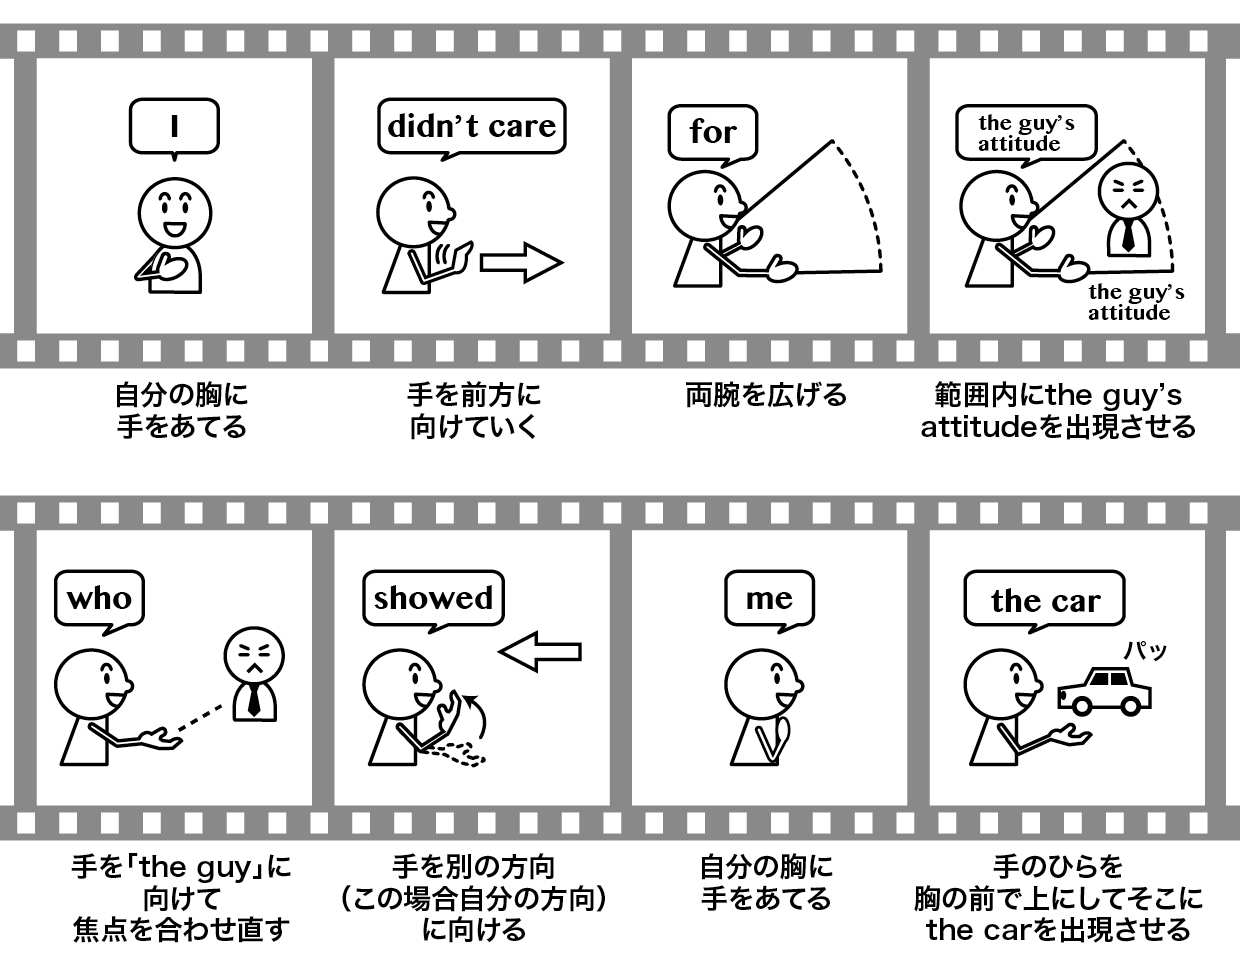 I
didn't care
for
the guy's
attitude
the guy's
attitude
自分の胸に
手をあてる
手を前方に
向けていく
両腕を広げる
範囲内にthe guy's
attitudeを出現させる
who
showed
me
the car
パッ
手を「the guy」に
向けて
焦点を合わせ直す
手を別の方向
（この場合自分の方向）
に向ける
自分の胸に
手をあてる
手のひらを
胸の前で上にしてそこに
the carを出現させる